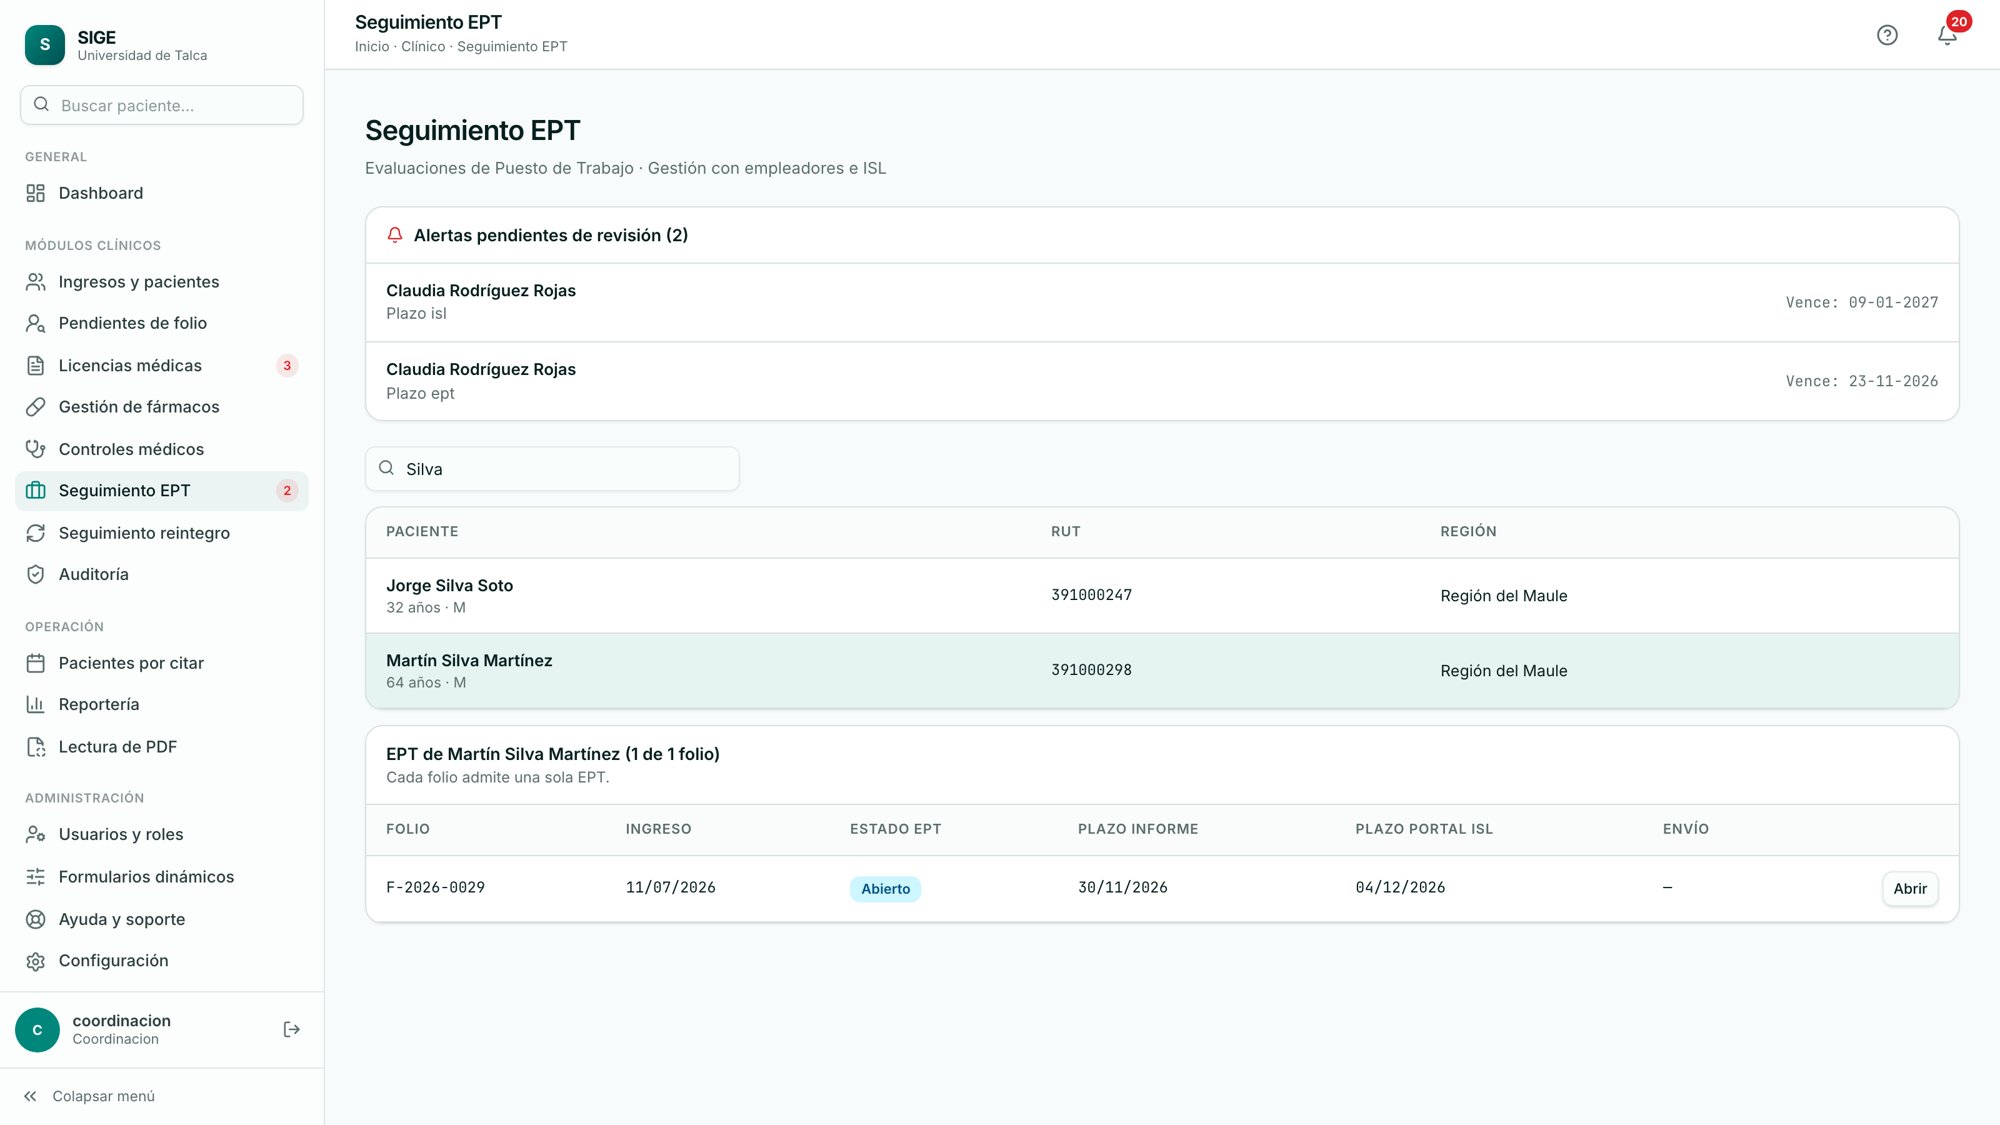 S
SIGE
Universidad de Talca
Buscar paciente...
GENERAL
Dashboard
MÓDULOS CLÍNICOS
Ingresos y pacientes
Pendientes de folio
Licencias médicas 3
Gestión de fármacos
Controles médicos
Seguimiento EPT 2
Seguimiento reintegro
Auditoría
OPERACIÓN
Pacientes por citar
Reportería
Lectura de PDF
ADMINISTRACIÓN
Usuarios y roles
Formularios dinámicos
Ayuda y soporte
Configuración
C
coordinacion
Coordinacion
Colapsar menú
Seguimiento EPT
Inicio · Clínico · Seguimiento EPT
20
Seguimiento EPT
Evaluaciones de Puesto de Trabajo · Gestión con empleadores e ISL
Alertas pendientes de revisión (2)
Claudia Rodríguez Rojas
Plazo isl
Vence: 09-01-2027
Claudia Rodríguez Rojas
Plazo ept
Vence: 23-11-2026
Silva
PACIENTE RUT REGIÓN
Jorge Silva Soto
32 años · M
391000247
Región del Maule
Martín Silva Martínez
64 años · M
391000298
Región del Maule
EPT de Martín Silva Martínez (1 de 1 folio)
Cada folio admite una sola EPT.
FOLIO INGRESO ESTADO EPT PLAZO INFORME PLAZO PORTAL ISL ENVÍO
F-2026-0029 11/07/2026 Abierto 30/11/2026 04/12/2026 — Abrir